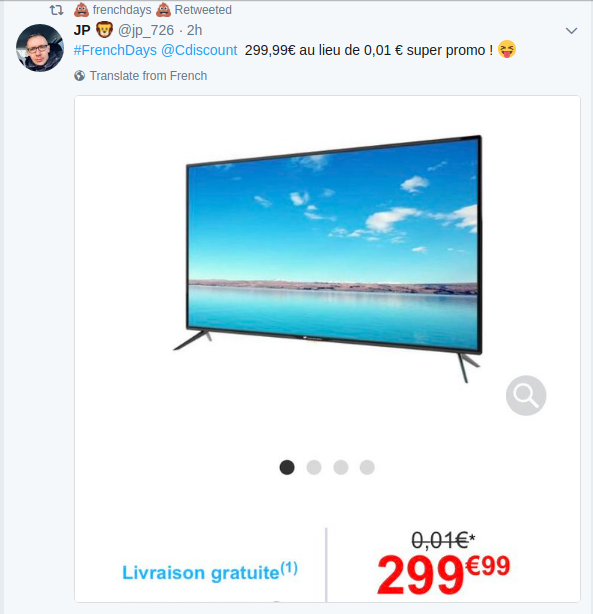 💩 frenchdays 💩 Retweeted
JP 🦁 @jp_726 · 2h
#FrenchDays @Cdiscount 299,99€ au lieu de 0,01 € super promo ! 😝
Translate from French
0,01€*
Livraison gratuite(1)
299€99